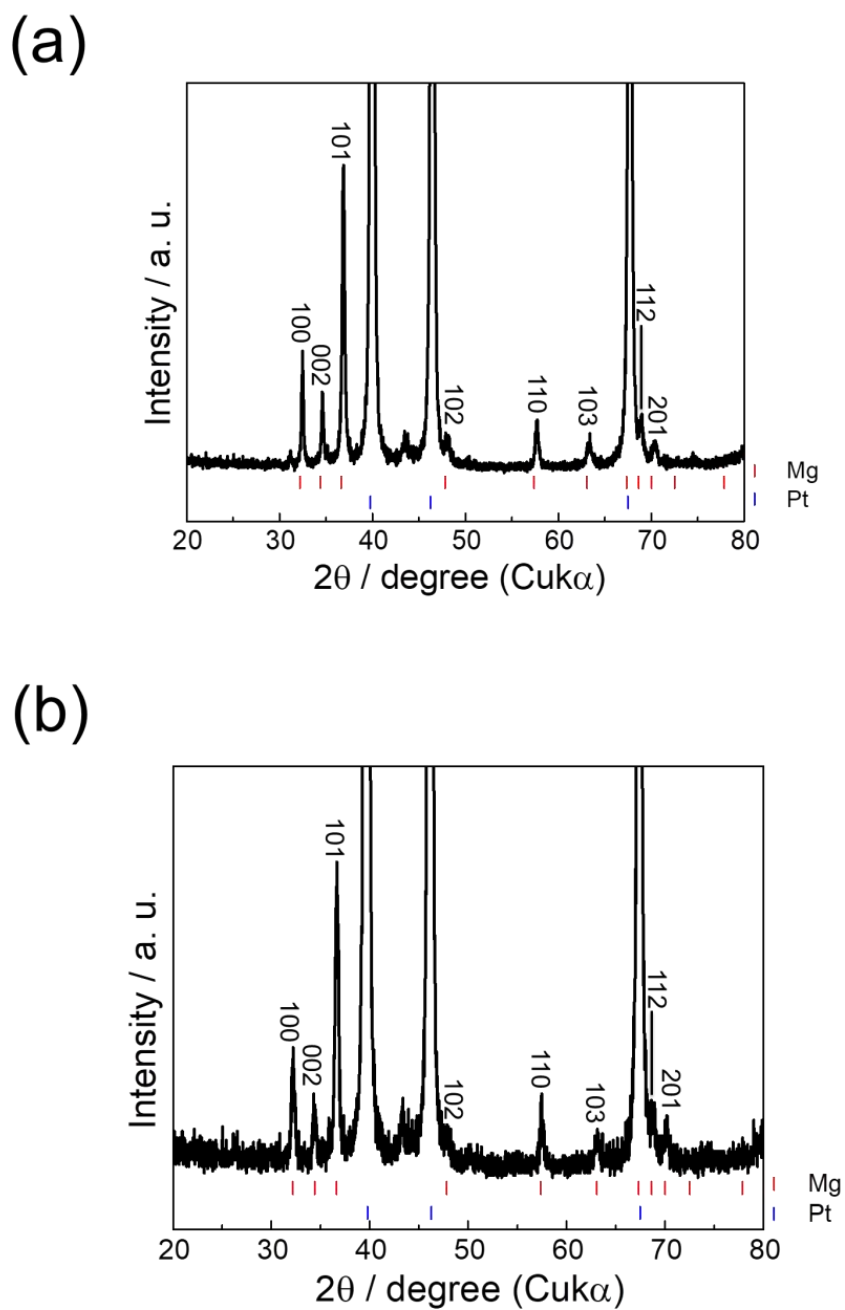 (a)
Intensity / a. u.
100
002
101
102
110
103
112
201
Mg
Pt
20 30 40 50 60 70 80
2θ / degree (Cukα)
(b)
Intensity / a. u.
100
002
101
102
110
103
112
201
Mg
Pt
20 30 40 50 60 70 80
2θ / degree (Cukα)